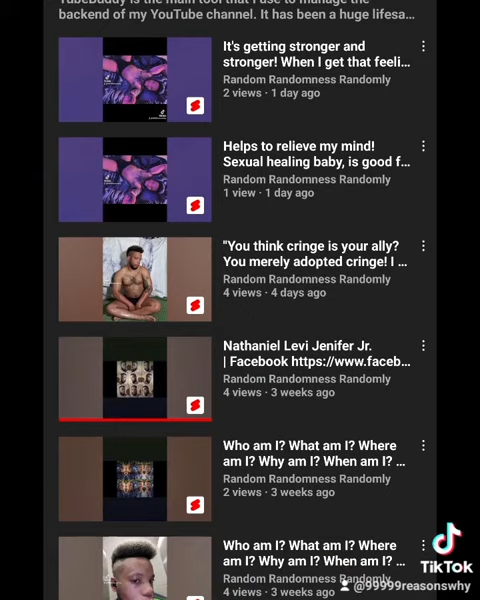 TubeBuddy is the main tool that I use to manage the
backend of my YouTube channel. It has been a huge lifesa...
It's getting stronger and
stronger! When I get that feeli...
Random Randomness Randomly
2 views · 1 day ago
Helps to relieve my mind!
Sexual healing baby, is good f...
Random Randomness Randomly
1 view · 1 day ago
"You think cringe is your ally?
You merely adopted cringe! I ...
Random Randomness Randomly
4 views · 4 days ago
Nathaniel Levi Jenifer Jr.
| Facebook https://www.faceb...
Random Randomness Randomly
4 views · 3 weeks ago
Who am I? What am I? Where
am I? Why am I? When am I? ...
Random Randomness Randomly
2 views · 3 weeks ago
Who am I? What am I? Where
am I? Why am I? When am I? ...
Random Randomness Randomly
4 views · 3 weeks ago
TikTok
@99999reasonswhy